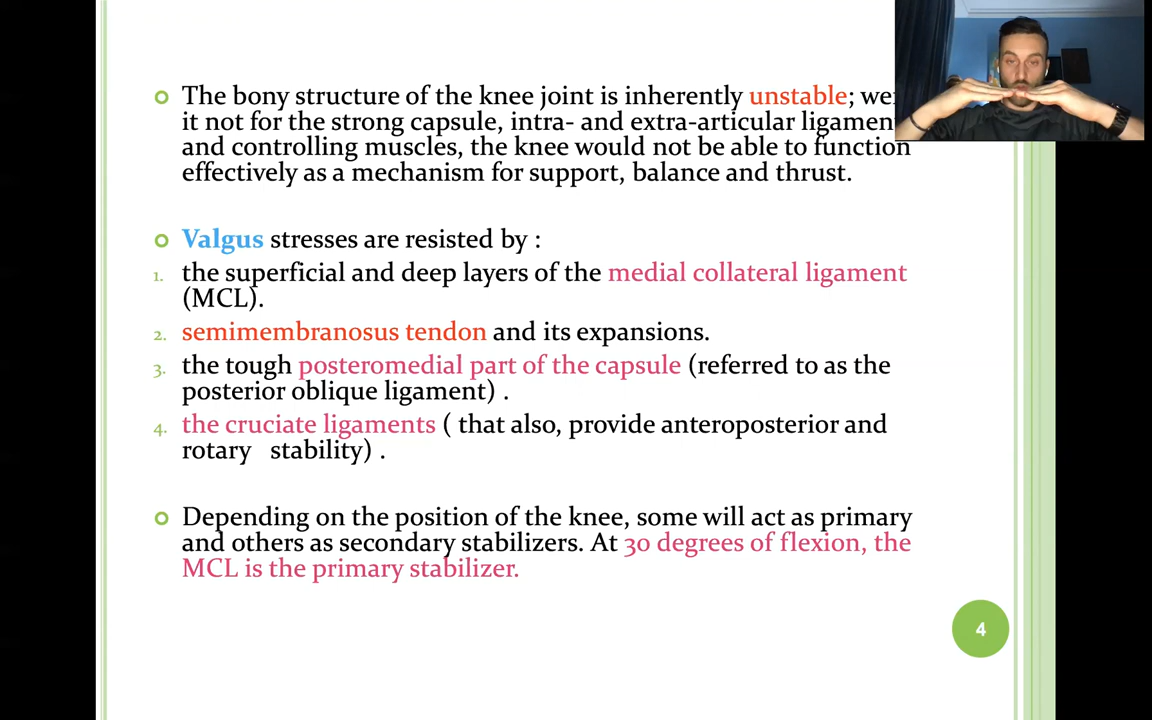 The bony structure of the knee joint is inherently unstable;
it not for the strong capsule, intra- and extra-articular
and controlling muscles, the knee would not be able to function
effectively as a mechanism for support, balance and thrust.
Valgus stresses are resisted by :
1. the superficial and deep layers of the medial collateral ligament
(MCL).
2. semimembranosus tendon and its expansions.
3. the tough posteromedial part of the capsule (referred to as the
posterior oblique ligament) .
4. the cruciate ligaments ( that also, provide anteroposterior and
rotary stability) .
Depending on the position of the knee, some will act as primary
and others as secondary stabilizers. At 30 degrees of flexion, the
MCL is the primary stabilizer.
4